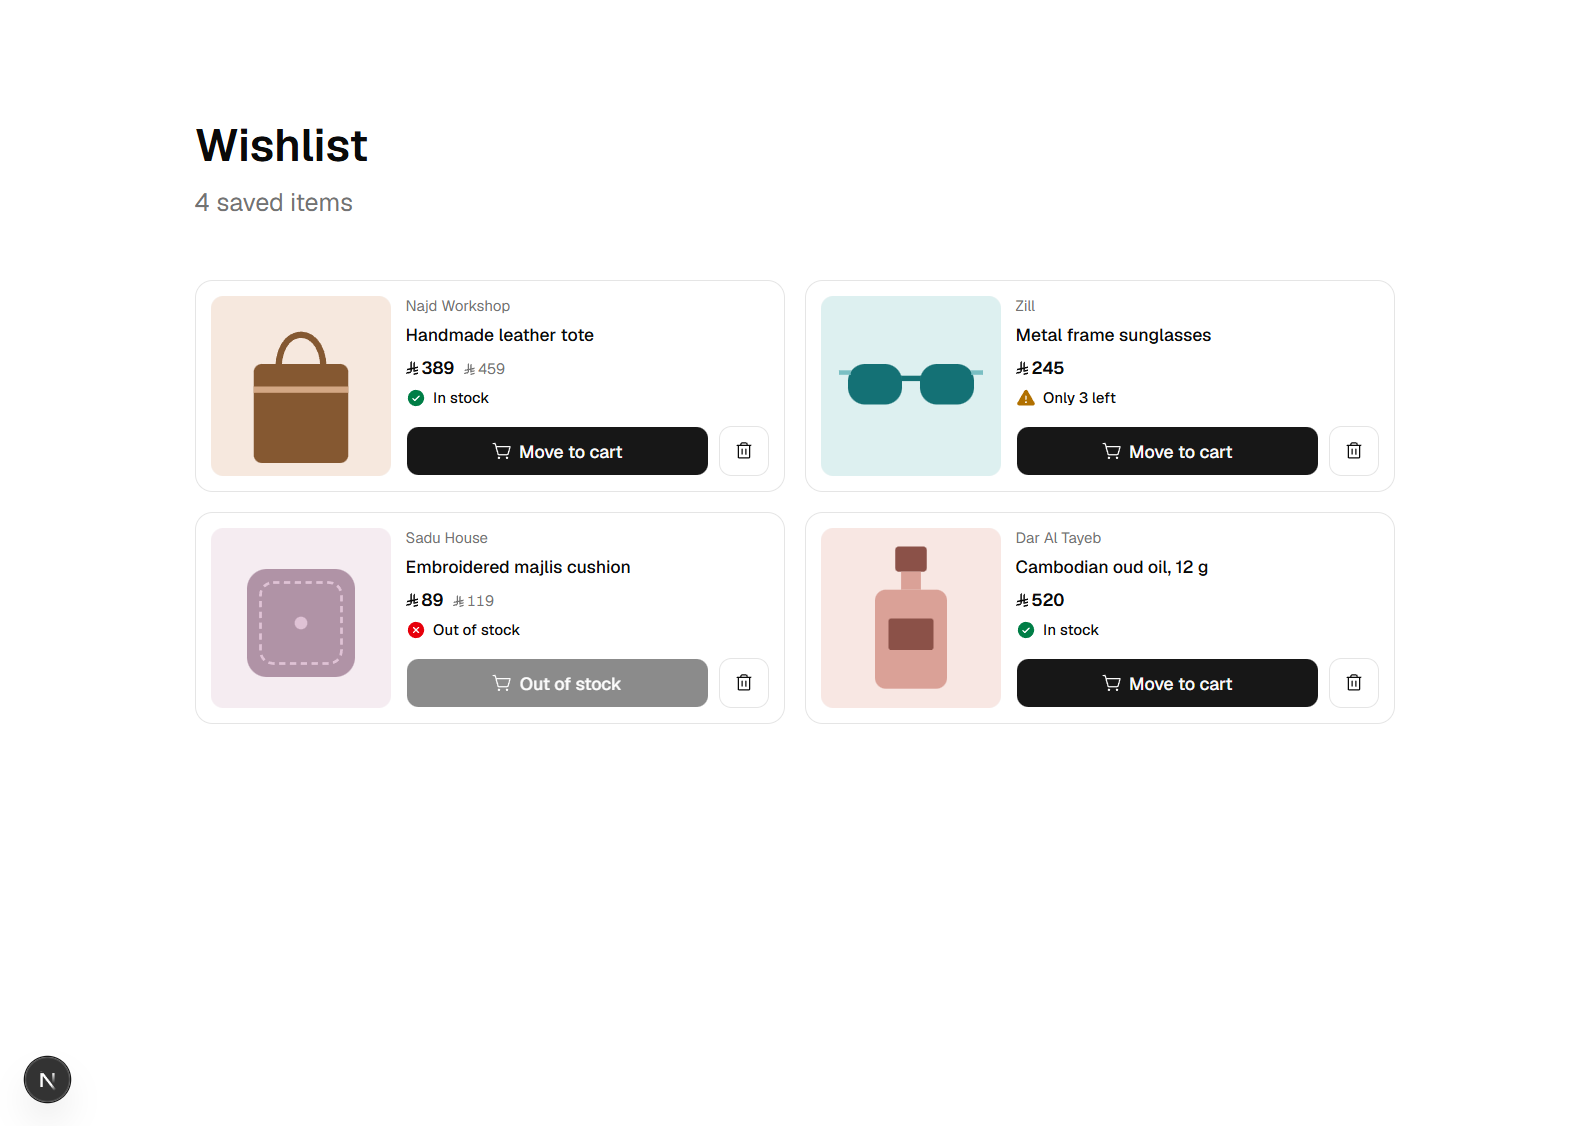 Wishlist
4 saved items
Najd Workshop
Handmade leather tote
⃁ 389 ⃁ 459
In stock
Move to cart
Zill
Metal frame sunglasses
⃁ 245
Only 3 left
Move to cart
Sadu House
Embroidered majlis cushion
⃁ 89 ⃁ 119
Out of stock
Out of stock
Dar Al Tayeb
Cambodian oud oil, 12 g
⃁ 520
In stock
Move to cart
N